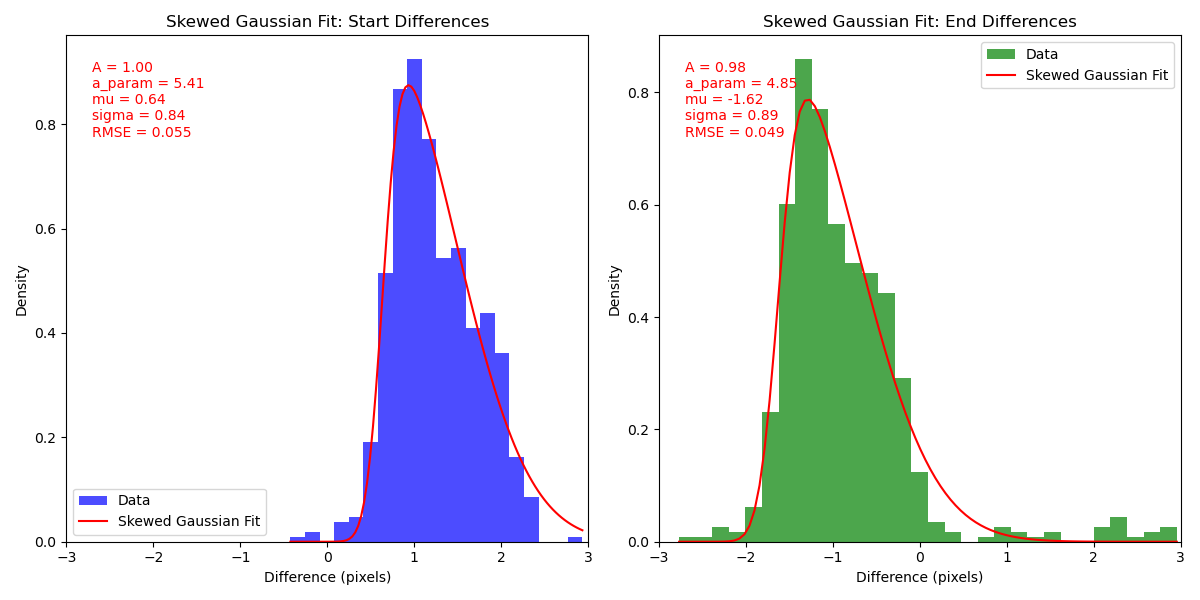 Skewed Gaussian Fit: Start Differences
A = 1.00
a_param = 5.41
mu = 0.64
sigma = 0.84
RMSE = 0.055
Density
0.8
0.6
0.4
0.2
0.0
Data
Skewed Gaussian Fit
−3
−2
−1
0
1
2
3
Difference (pixels)
Skewed Gaussian Fit: End Differences
A = 0.98
a_param = 4.85
mu = -1.62
sigma = 0.89
RMSE = 0.049
Data
Skewed Gaussian Fit
Density
0.8
0.6
0.4
0.2
0.0
−3
−2
−1
0
1
2
3
Difference (pixels)